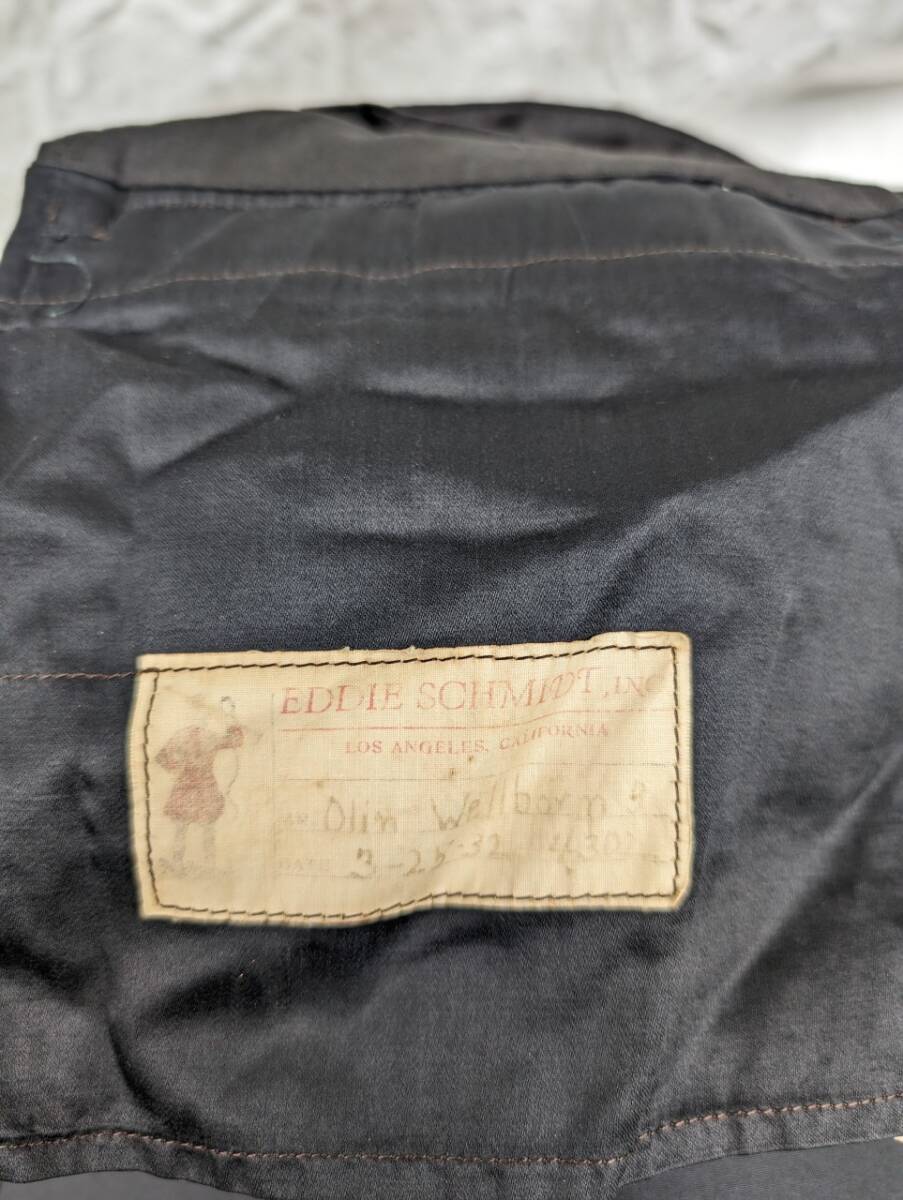 EDDIE SCHMIDT, INC
LOS ANGELES, CALIFORNIA
Olin Wellborn
DATE 3-25-32